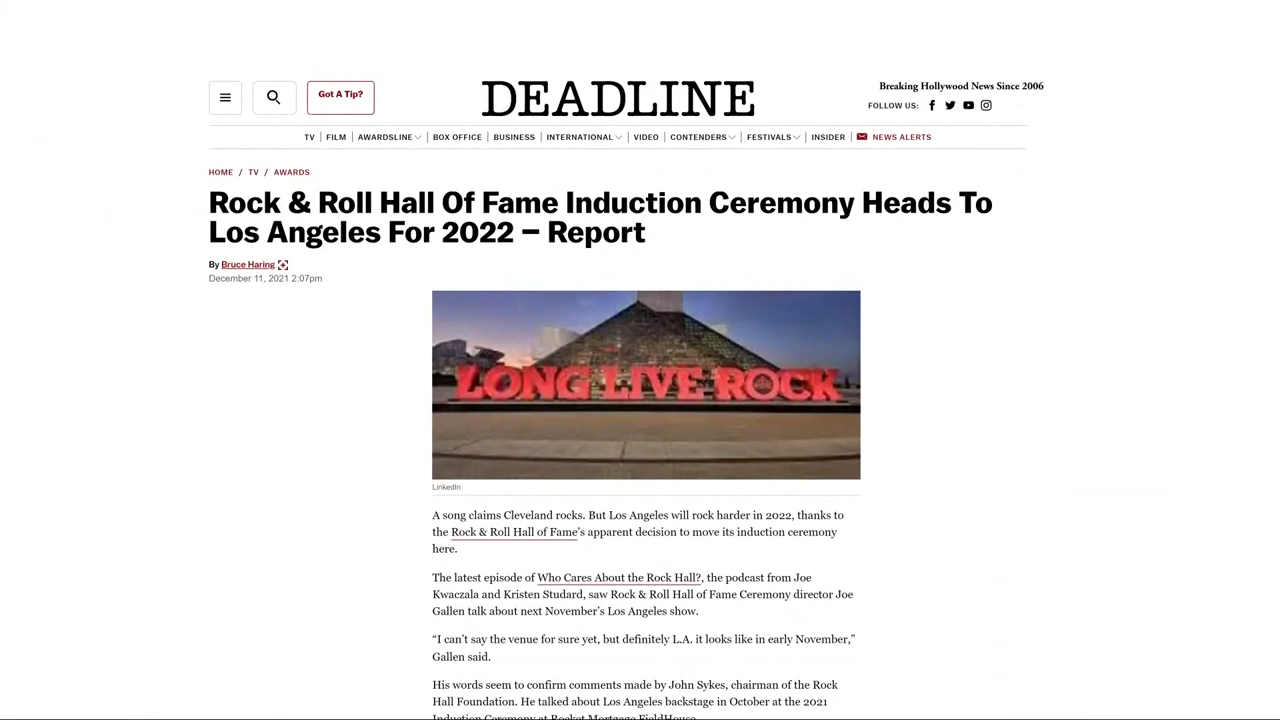 Got A Tip?
DEADLINE
Breaking Hollywood News Since 2006
FOLLOW US:
TV | FILM | AWARDSLINE | BOX OFFICE | BUSINESS | INTERNATIONAL | VIDEO | CONTENDERS | FESTIVALS | INSIDER NEWS ALERTS
HOME / TV / AWARDS
Rock & Roll Hall Of Fame Induction Ceremony Heads To
Los Angeles For 2022 – Report
By Bruce Haring
December 11, 2021 2:07pm
LONG LIVE ROCK
LinkedIn
A song claims Cleveland rocks. But Los Angeles will rock harder in 2022, thanks to
the Rock & Roll Hall of Fame's apparent decision to move its induction ceremony
here.
The latest episode of Who Cares About the Rock Hall?, the podcast from Joe
Kwaczala and Kristen Studard, saw Rock & Roll Hall of Fame Ceremony director Joe
Gallen talk about next November's Los Angeles show.
“I can't say the venue for sure yet, but definitely L.A. it looks like in early November,”
Gallen said.
His words seem to confirm comments made by John Sykes, chairman of the Rock
Hall Foundation. He talked about Los Angeles backstage in October at the 2021
Induction Ceremony at Rocket Mortgage FieldHouse.